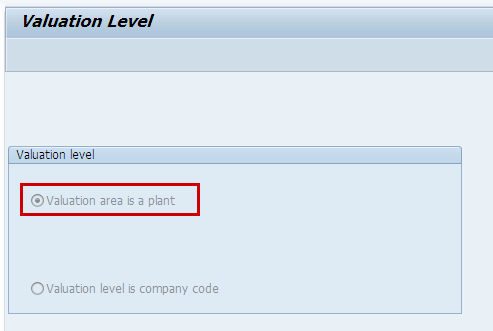 Valuation Level
Valuation level
Valuation area is a plant
Valuation level is company code